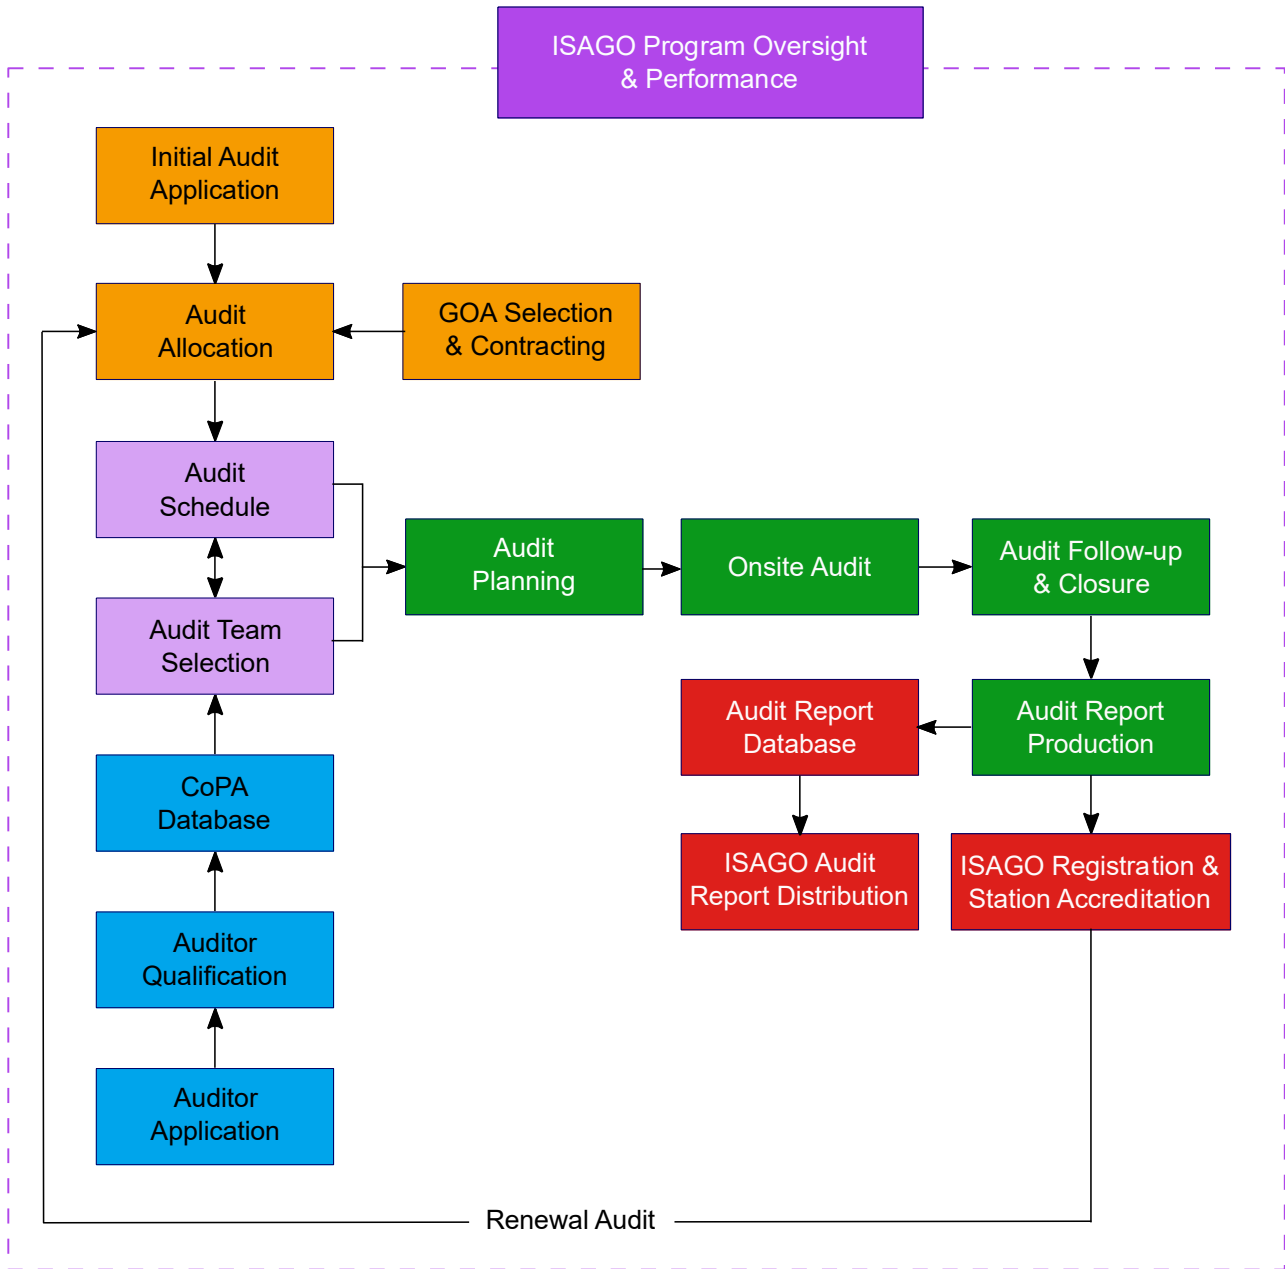 ISAGO Program Oversight
& Performance
Initial Audit
Application
Audit
Allocation
GOA Selection
& Contracting
Audit
Schedule
Audit Team
Selection
Audit
Planning
Onsite Audit
Audit Follow-up
& Closure
Audit Report
Database
Audit Report
Production
CoPA
Database
ISAGO Audit
Report Distribution
ISAGO Registration &
Station Accreditation
Auditor
Qualification
Auditor
Application
Renewal Audit